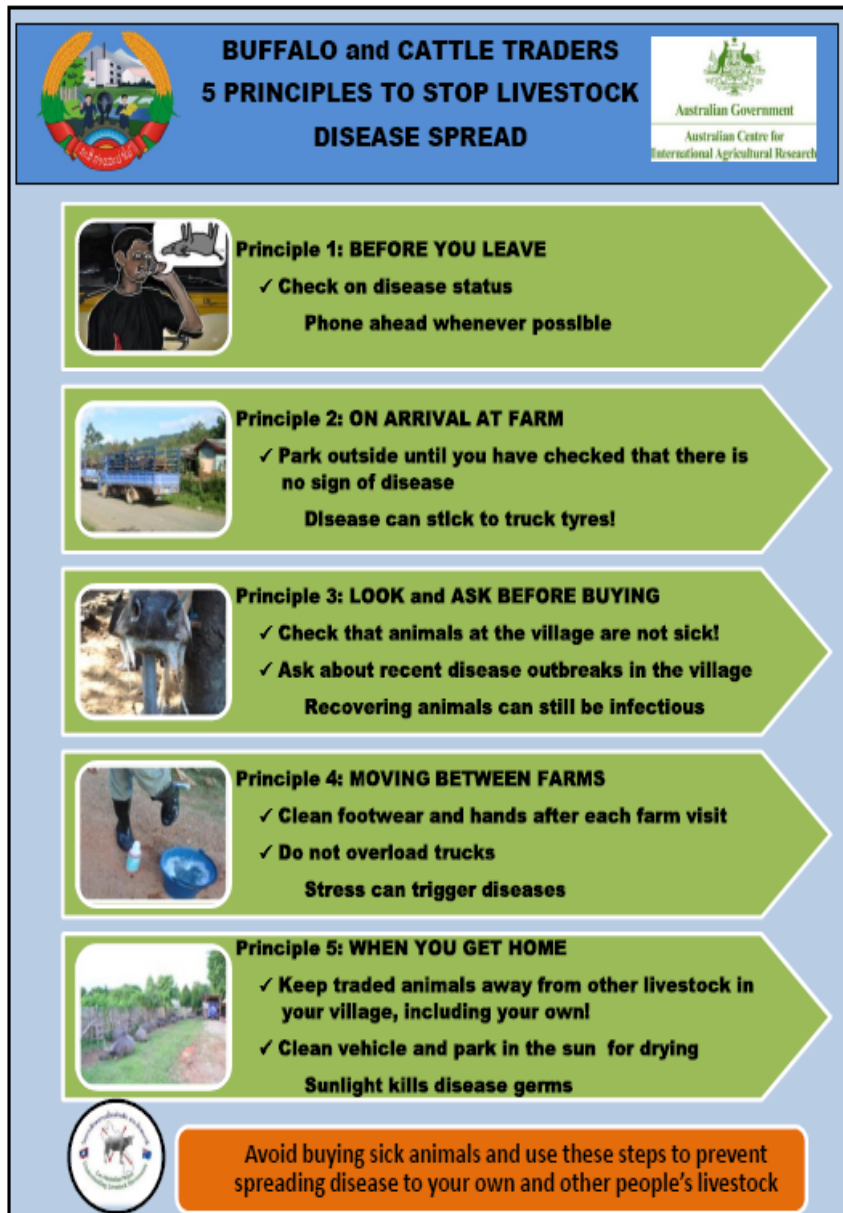 BUFFALO and CATTLE TRADERS
5 PRINCIPLES TO STOP LIVESTOCK
DISEASE SPREAD
Australian Government
Australian Centre for
International Agricultural Research
Principle 1: BEFORE YOU LEAVE
✓ Check on disease status
Phone ahead whenever possible
Principle 2: ON ARRIVAL AT FARM
✓ Park outside until you have checked that there is
no sign of disease
Disease can stick to truck tyres!
Principle 3: LOOK and ASK BEFORE BUYING
✓ Check that animals at the village are not sick!
✓ Ask about recent disease outbreaks in the village
Recovering animals can still be infectious
Principle 4: MOVING BETWEEN FARMS
✓ Clean footwear and hands after each farm visit
✓ Do not overload trucks
Stress can trigger diseases
Principle 5: WHEN YOU GET HOME
✓ Keep traded animals away from other livestock in
your village, including your own!
✓ Clean vehicle and park in the sun for drying
Sunlight kills disease germs
Avoid buying sick animals and use these steps to prevent
spreading disease to your own and other people's livestock